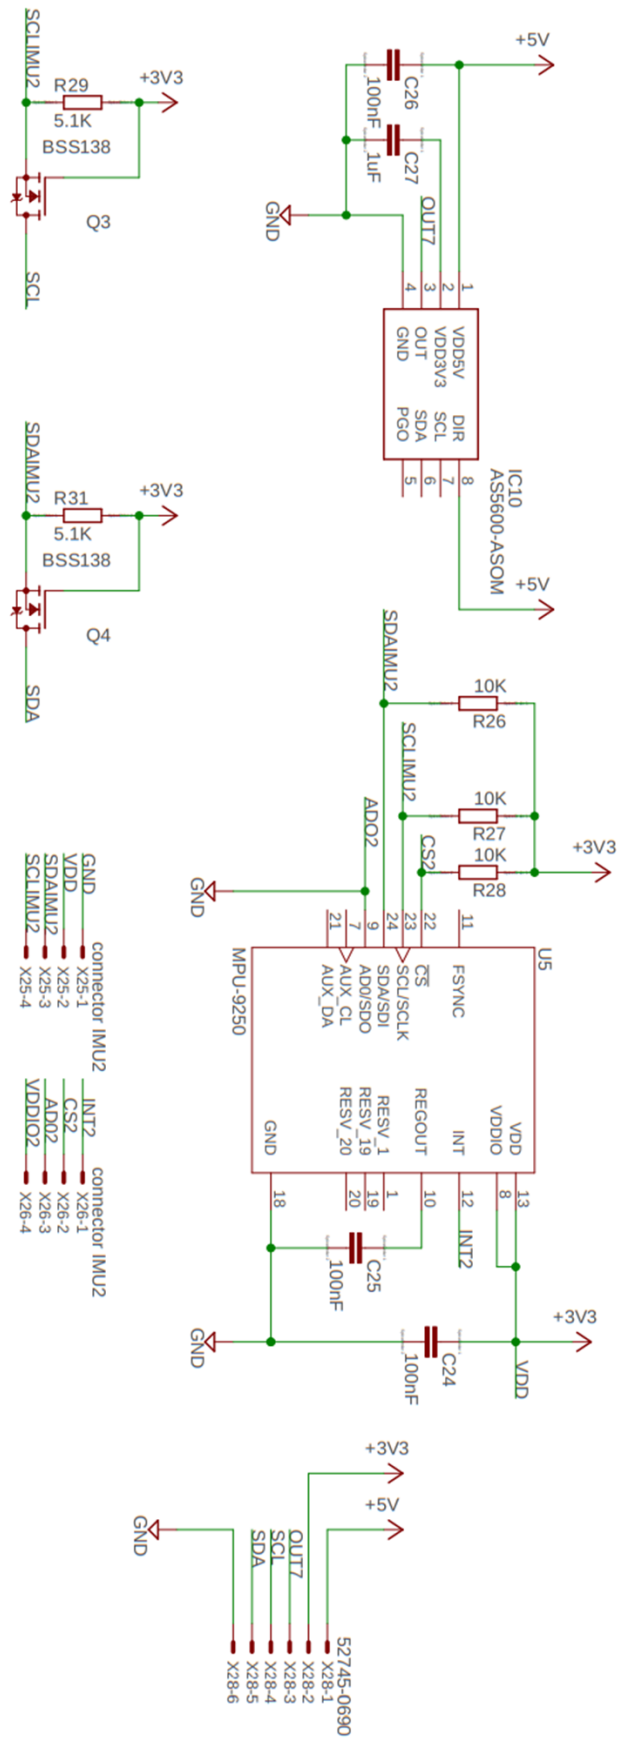 SCLIMU2
R29
5.1K
+3V3
BSS138
Q3
SCL
SDAIMU2
R31
5.1K
+3V3
BSS138
Q4
SDA
+5V
C26
100nF
C27
1uF
GND
OUT7
4
3
2
1
VDD5V
VDD3V3
OUT
GND
DIR
SCL
SDA
PGO
5
6
7
8
IC10
AS5600-ASOM
+5V
SDAIMU2
10K
R26
SCLIMU2
10K
R27
CS2
10K
R28
+3V3
ADO2
GND
21
7
9
24
23
22
11
U5
MPU-9250
FSYNC
CS
SCL/SCLK
SDA/SDI
AD0/SDO
AUX_CL
AUX_DA
VDD
VDDIO
INT
REGOUT
RESV_1
RESV_19
RESV_20
GND
18
20
19
1
10
12
8
13
INT2
C25
100nF
+3V3
VDD
C24
100nF
GND
connector IMU2
GND
X25-1
VDD
X25-2
SDAIMU2
X25-3
SCLIMU2
X25-4
connector IMU2
INT2
X26-1
CS2
X26-2
AD02
X26-3
VDDIO2
X26-4
+3V3
+5V
GND
OUT7
SCL
SDA
52745-0690
X28-1
X28-2
X28-3
X28-4
X28-5
X28-6